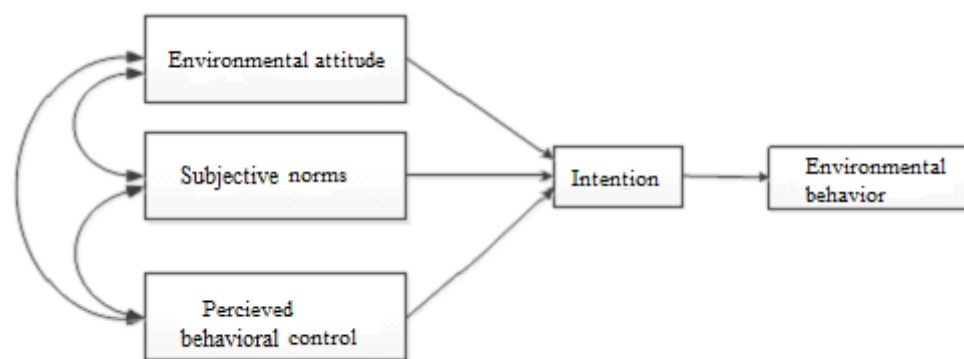 Environmental attitude
Subjective norms
Percieved
behavioral control
Intention
Environmental
behavior